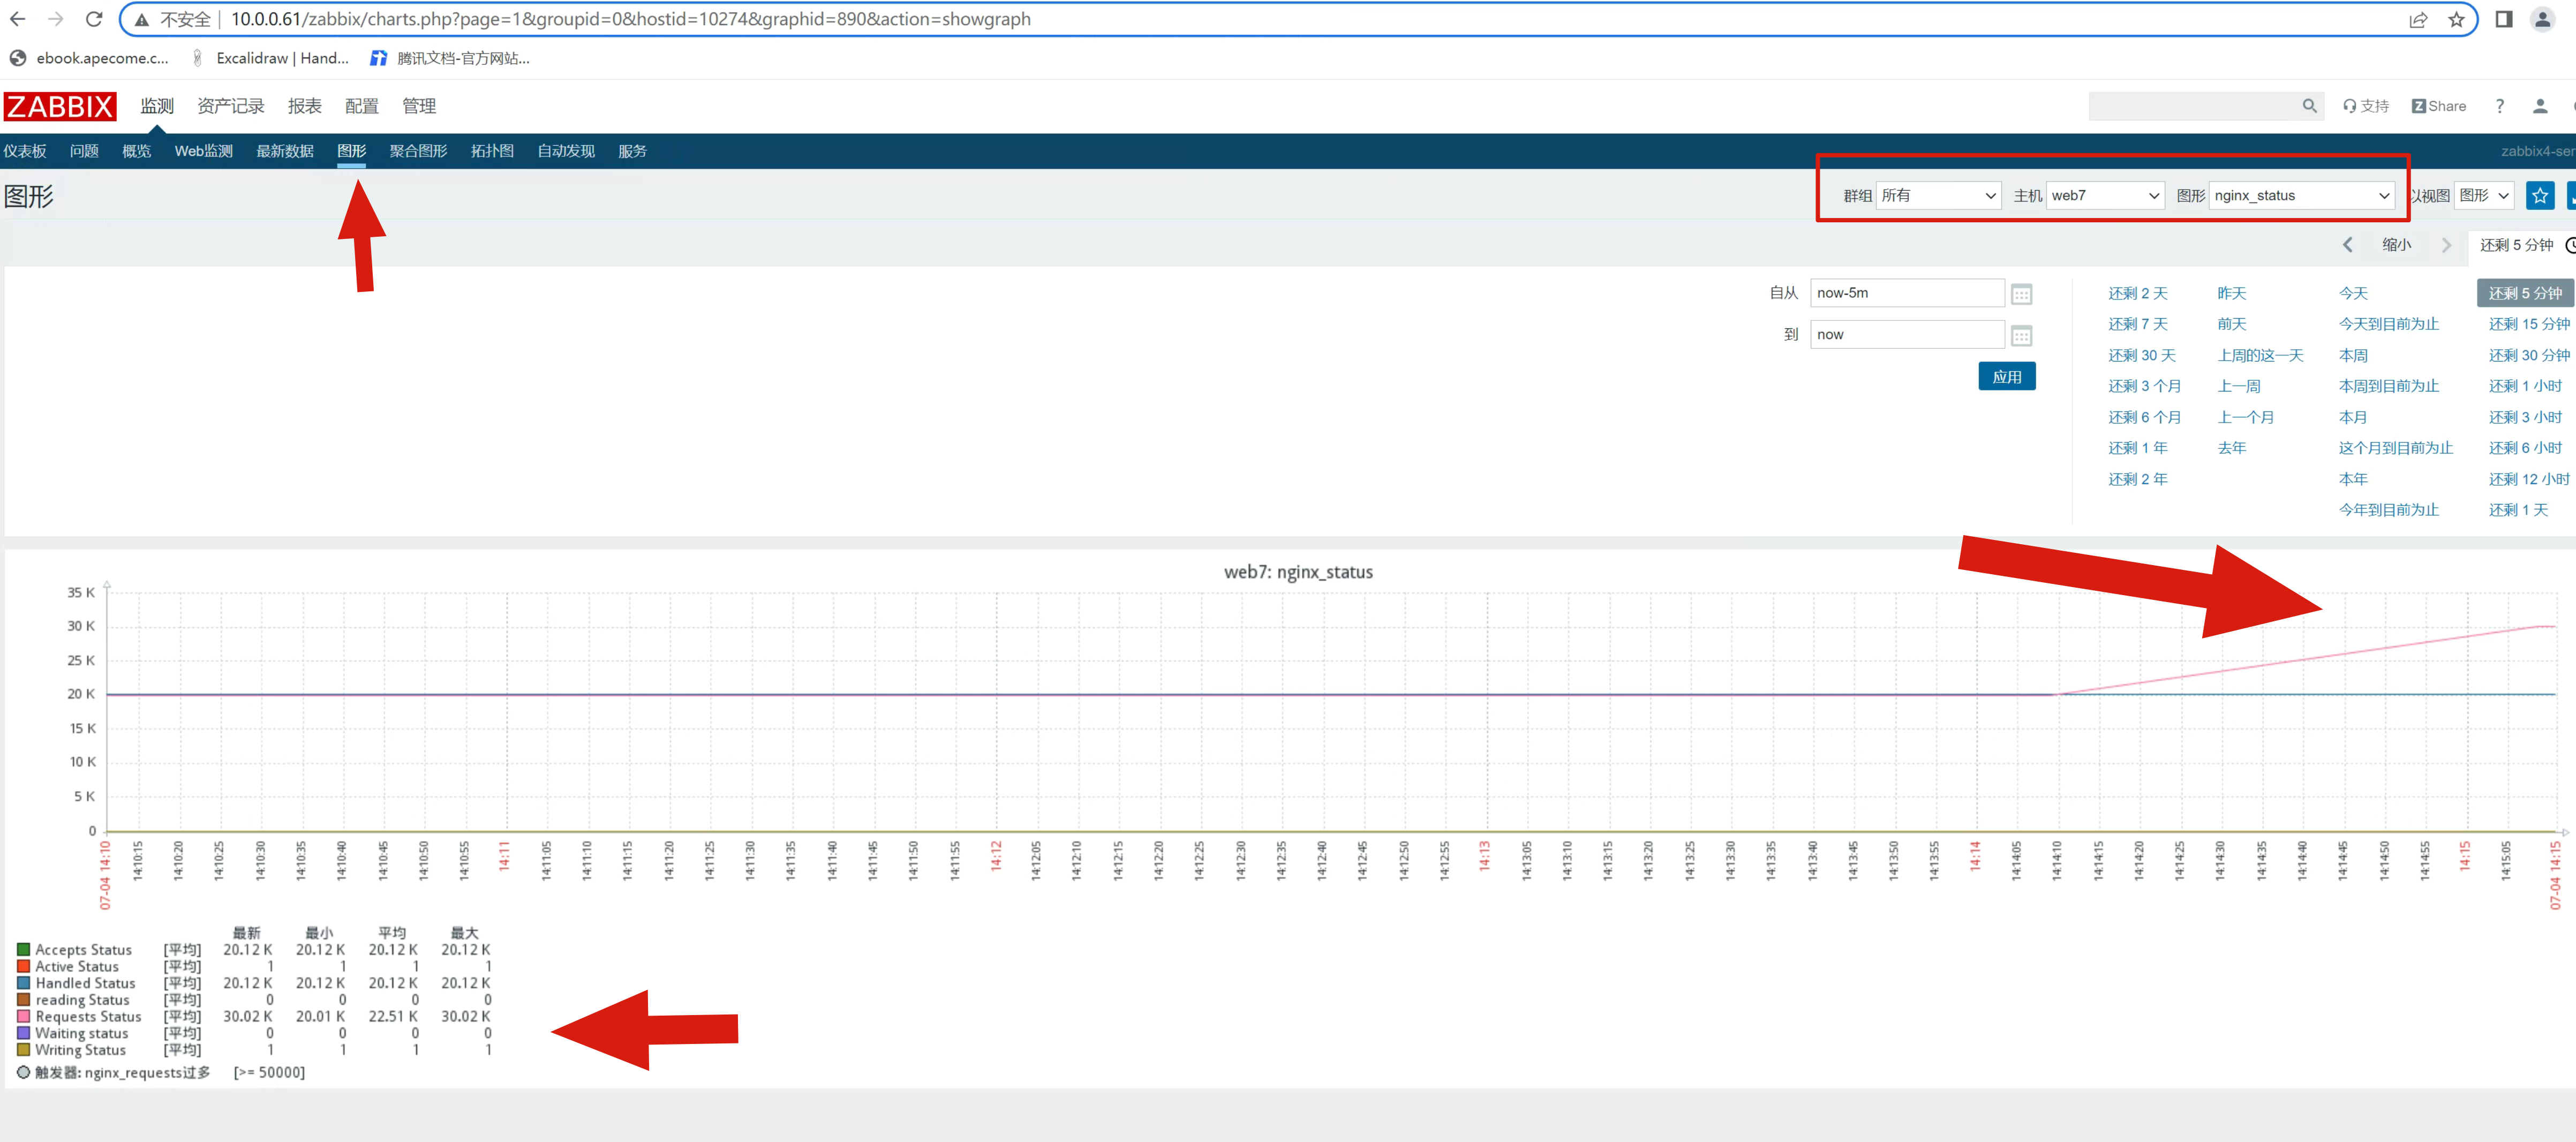 不安全 10.0.0.61/zabbix/charts.php?page=1&groupid=0&hostid=10274&graphid=890&action=showgraph
ebook.apecome.c... Excalidraw | Hand... 腾讯文档-官方网站...
ZABBIX 监测 资产记录 报表 配置 管理 支持 Z Share ?
仪表板 问题 概览 Web监测 最新数据 图形 聚合图形 拓扑图 自动发现 服务 zabbix4-ser
图形 群组 所有 主机 web7 图形 nginx_status 以视图 图形
缩小 还剩 5 分钟
自从 now-5m 还剩 2 天 昨天 今天 还剩 5 分钟
到 now 还剩 7 天 前天 今天到目前为止 还剩 15 分钟
还剩 30 天 上周的这一天 本周 还剩 30 分钟
应用 还剩 3 个月 上一周 本周到目前为止 还剩 1 小时
还剩 6 个月 上一个月 本月 还剩 3 小时
还剩 1 年 去年 这个月到目前为止 还剩 6 小时
还剩 2 年 本年 还剩 12 小时
今年到目前为止 还剩 1 天
web7: nginx_status
35 K
30 K
25 K
20 K
15 K
10 K
5 K
0
07-04 14:10 14:10:15 14:10:20 14:10:25 14:10:30 14:10:35 14:10:40 14:10:45 14:10:50 14:10:55 14:11 14:11:05 14:11:10 14:11:15 14:11:20 14:11:25 14:11:30 14:11:35 14:11:40 14:11:45 14:11:50 14:11:55 14:12 14:12:05 14:12:10 14:12:15 14:12:20 14:12:25 14:12:30 14:12:35 14:12:40 14:12:45 14:12:50 14:12:55 14:13 14:13:05 14:13:10 14:13:15 14:13:20 14:13:25 14:13:30 14:13:35 14:13:40 14:13:45 14:13:50 14:13:55 14:14 14:14:05 14:14:10 14:14:15 14:14:20 14:14:25 14:14:30 14:14:35 14:14:40 14:14:45 14:14:50 14:14:55 14:15 14:15:05 07-04 14:15
最新 最小 平均 最大
Accepts Status [平均] 20.12 K 20.12 K 20.12 K 20.12 K
Active Status [平均] 1 1 1 1
Handled Status [平均] 20.12 K 20.12 K 20.12 K 20.12 K
reading Status [平均] 0 0 0 0
Requests Status [平均] 30.02 K 20.01 K 22.51 K 30.02 K
Waiting status [平均] 0 0 0 0
Writing Status [平均] 1 1 1 1
触发器: nginx_requests过多 [>= 50000]